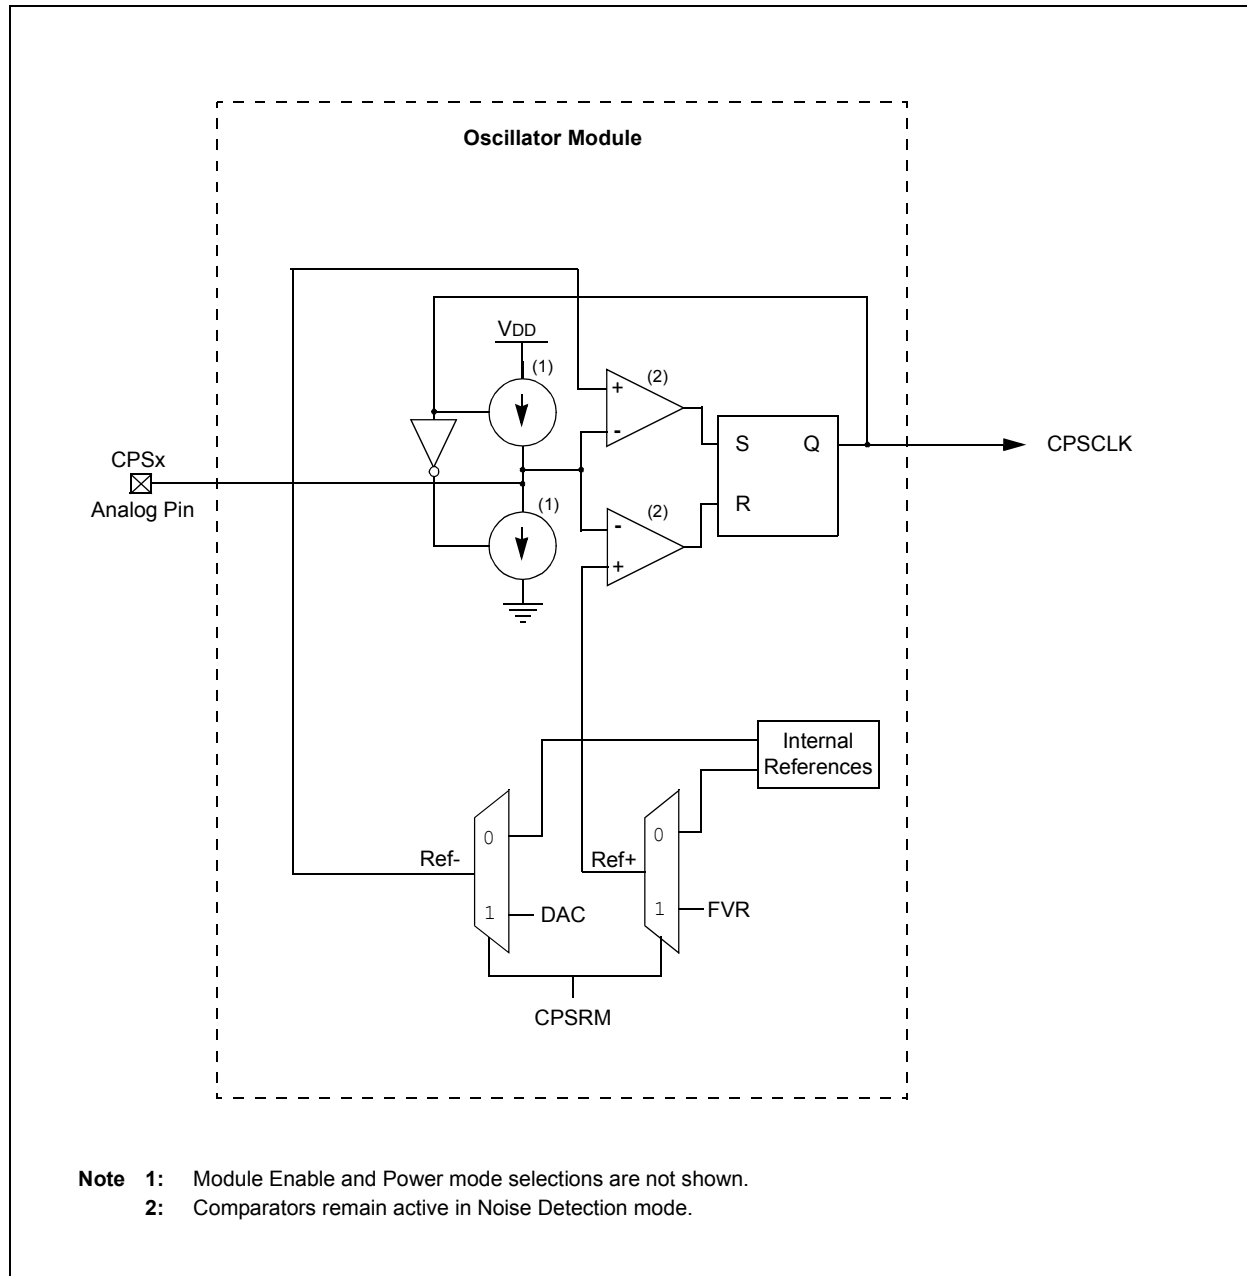 Oscillator Module
VDD
(1)
(2)
+
-
S Q
CPSCLK
CPSx
Analog Pin
(1)
(2)
R
-
+
Internal
References
0
0
Ref-
Ref+
1
DAC
1
FVR
CPSRM
Note 1: Module Enable and Power mode selections are not shown.
2: Comparators remain active in Noise Detection mode.